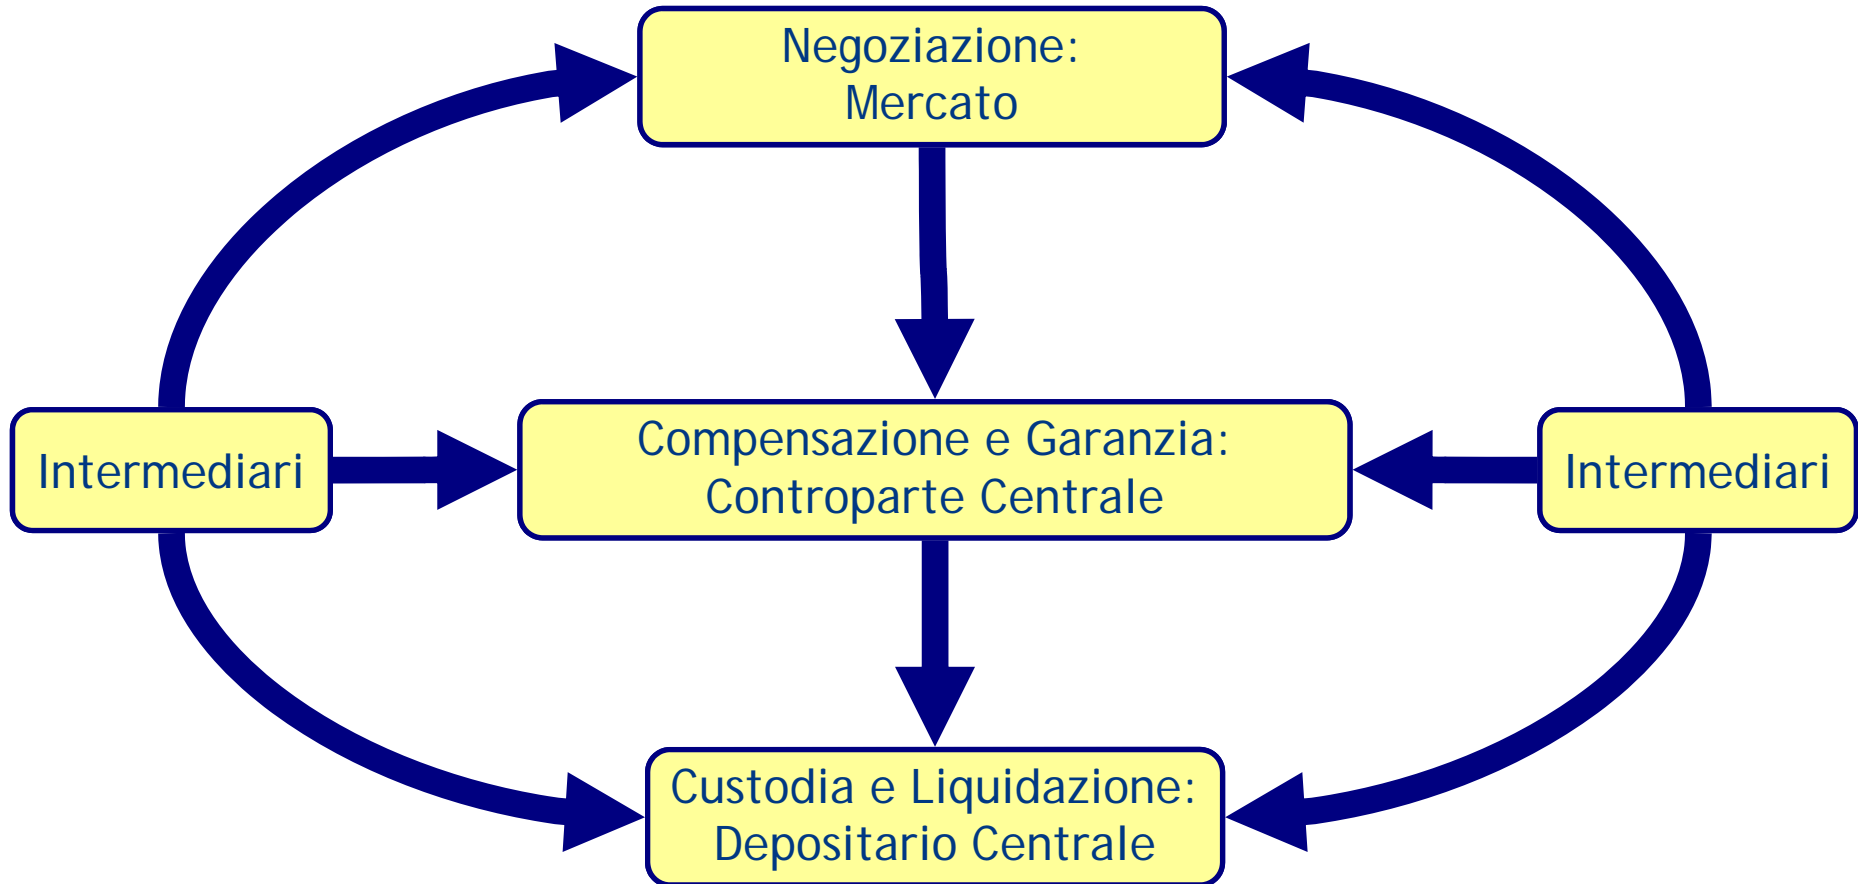 Negoziazione:
Mercato
Intermediari
Compensazione e Garanzia:
Controparte Centrale
Intermediari
Custodia e Liquidazione:
Depositario Centrale